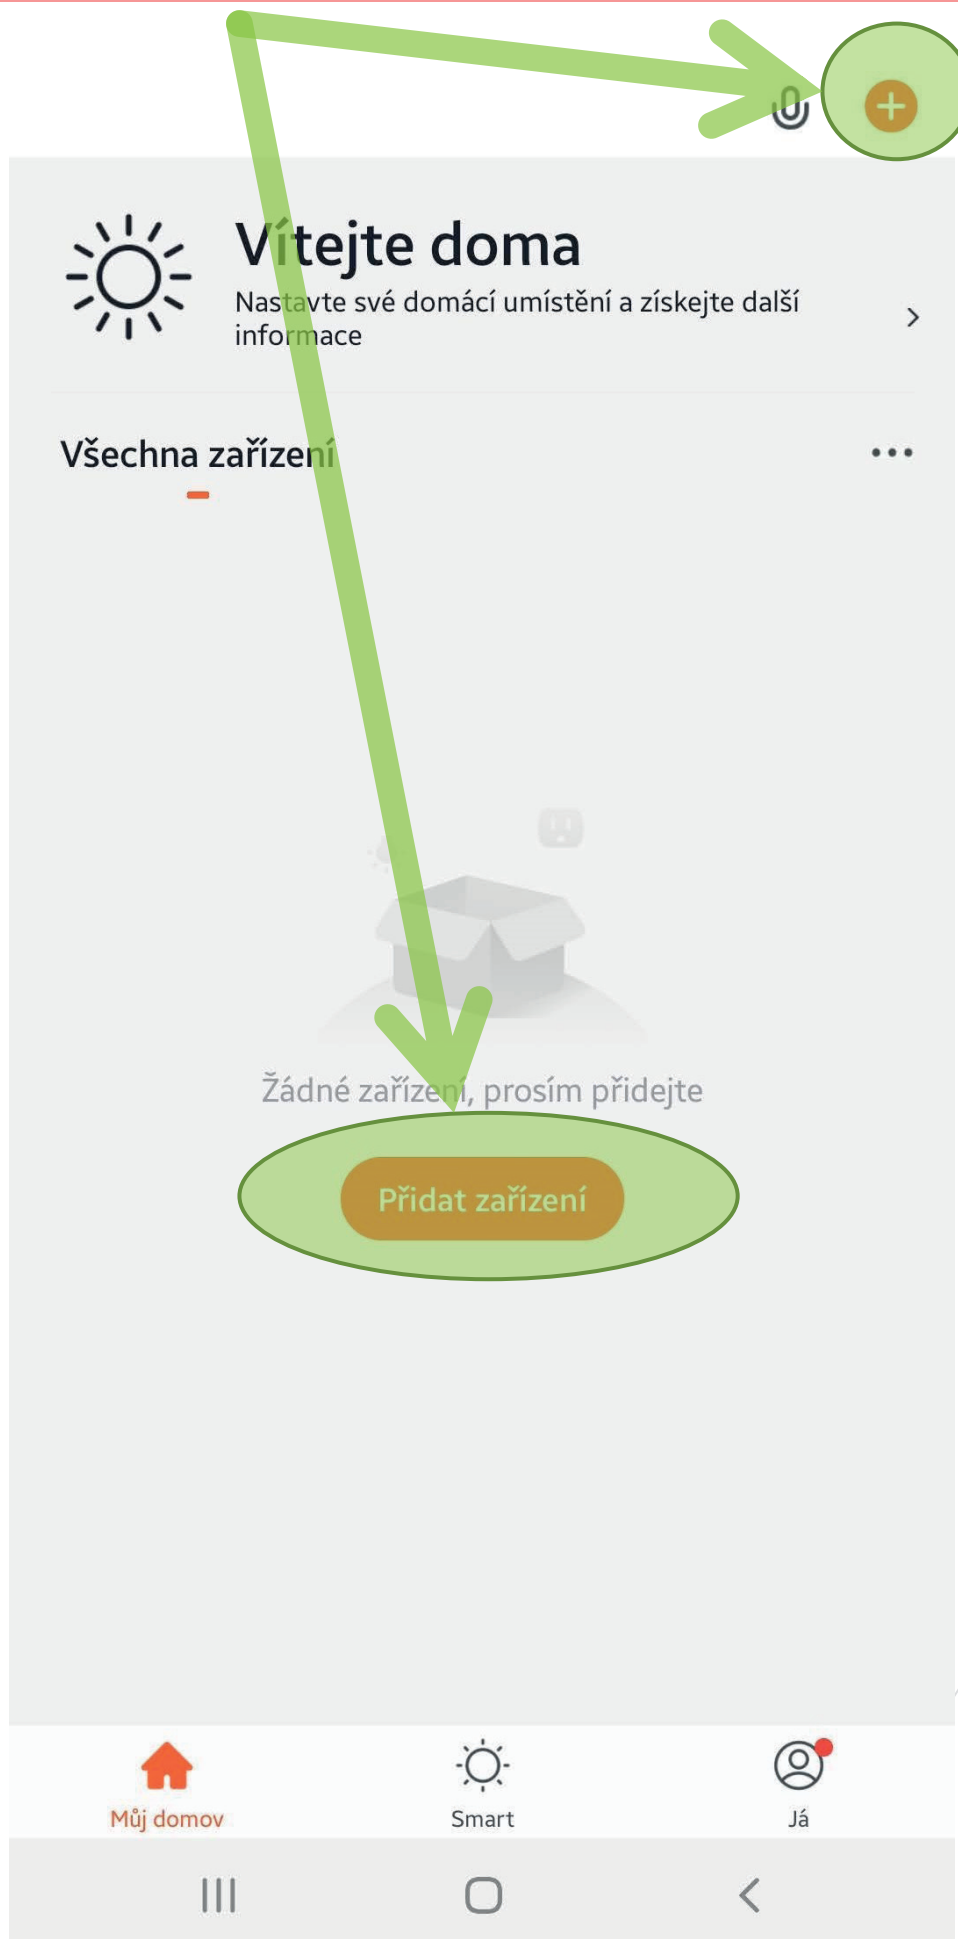 Vítejte doma
Nastavte své domácí umístění a získejte další
informace
Všechna zařízení
Žádné zařízení, prosím přidejte
Přidat zařízení
Můj domov
Smart
Já